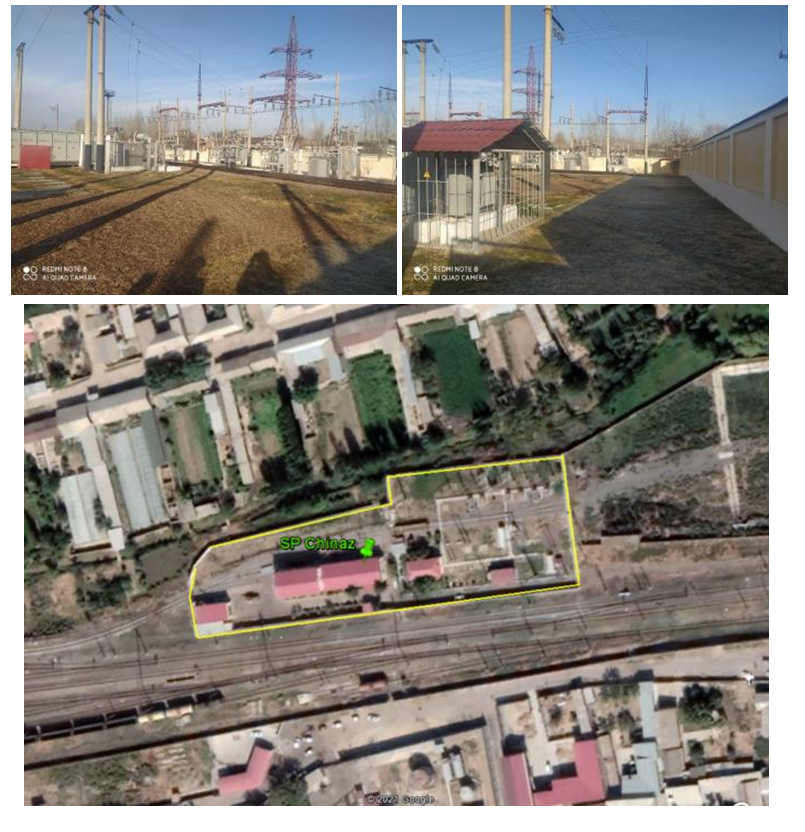 REDMI NOTE 8
AI QUAD CAMERA
REDMI NOTE 8
AI QUAD CAMERA
SP Chinaz
© 2021 Google